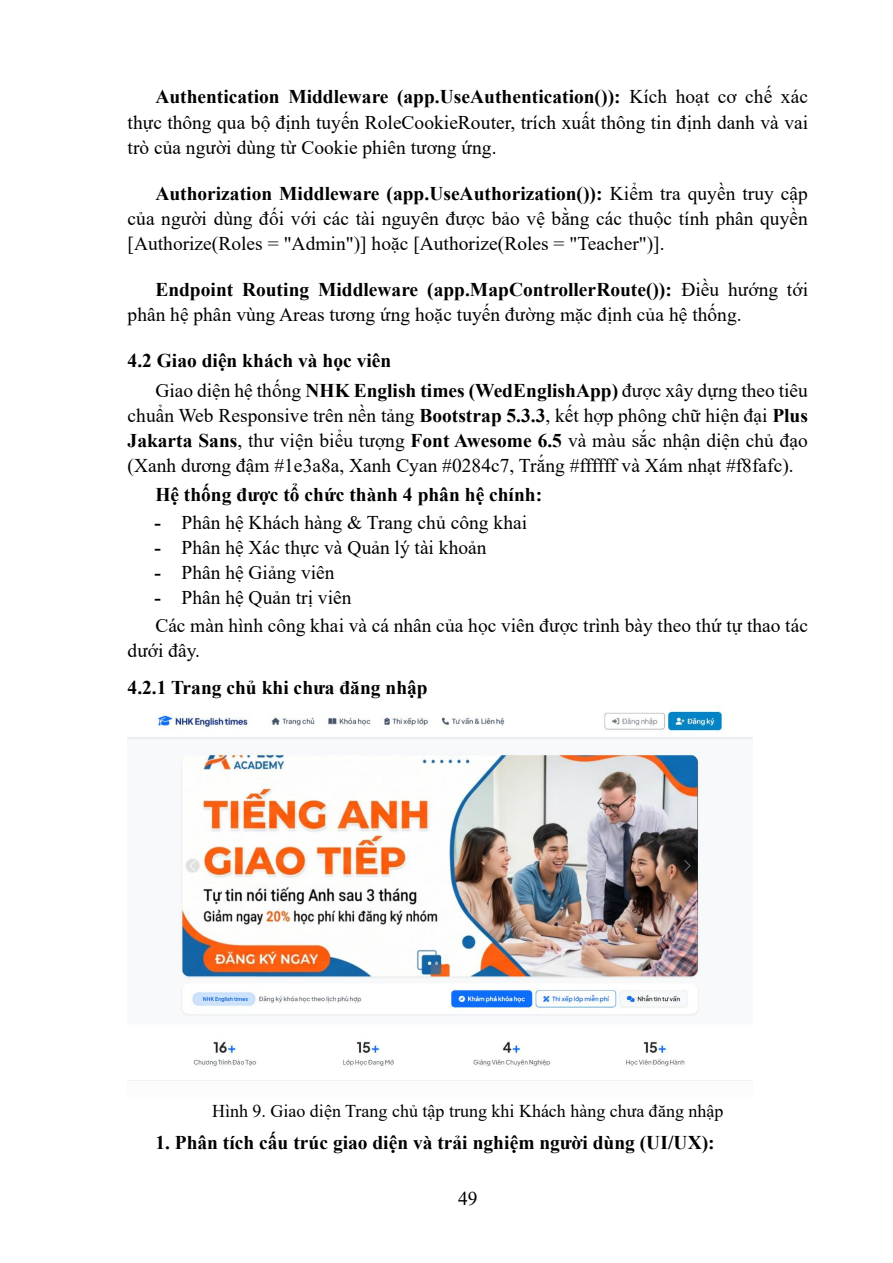 Authentication Middleware (app.UseAuthentication()): Kích hoạt cơ chế xác
thực thông qua bộ định tuyến RoleCookieRouter, trích xuất thông tin định danh và vai
trò của người dùng từ Cookie phiên tương ứng.
Authorization Middleware (app.UseAuthorization()): Kiểm tra quyền truy cập
của người dùng đối với các tài nguyên được bảo vệ bằng các thuộc tính phân quyền
[Authorize(Roles = "Admin")] hoặc [Authorize(Roles = "Teacher")].
Endpoint Routing Middleware (app.MapControllerRoute()): Điều hướng tới
phân hệ phân vùng Areas tương ứng hoặc tuyến đường mặc định của hệ thống.
4.2 Giao diện khách và học viên
Giao diện hệ thống NHK English times (WedEnglishApp) được xây dựng theo tiêu
chuẩn Web Responsive trên nền tảng Bootstrap 5.3.3, kết hợp phông chữ hiện đại Plus
Jakarta Sans, thư viện biểu tượng Font Awesome 6.5 và màu sắc nhận diện chủ đạo
(Xanh dương đậm #1e3a8a, Xanh Cyan #0284c7, Trắng #ffffff và Xám nhạt #f8fafc).
Hệ thống được tổ chức thành 4 phân hệ chính:
- Phân hệ Khách hàng & Trang chủ công khai
- Phân hệ Xác thực và Quản lý tài khoản
- Phân hệ Giảng viên
- Phân hệ Quản trị viên
Các màn hình công khai và cá nhân của học viên được trình bày theo thứ tự thao tác
dưới đây.
4.2.1 Trang chủ khi chưa đăng nhập
NHK English times Trang chủ Khóa học Thi xếp lớp Tư vấn & Liên hệ Đăng nhập Đăng ký
ACADEMY
TIẾNG ANH
GIAO TIẾP
Tự tin nói tiếng Anh sau 3 tháng
Giảm ngay 20% học phí khi đăng ký nhóm
ĐĂNG KÝ NGAY
NHK English times Đăng ký khóa học theo lịch phù hợp Khám phá khóa học Thi xếp lớp miễn phí Nhắn tin tư vấn
16+ 15+ 4+ 15+
Chương Trình Đào Tạo Lớp Học Đang Mở Giảng Viên Chuyên Nghiệp Học Viên Đồng Hành
Hình 9. Giao diện Trang chủ tập trung khi Khách hàng chưa đăng nhập
1. Phân tích cấu trúc giao diện và trải nghiệm người dùng (UI/UX):
49